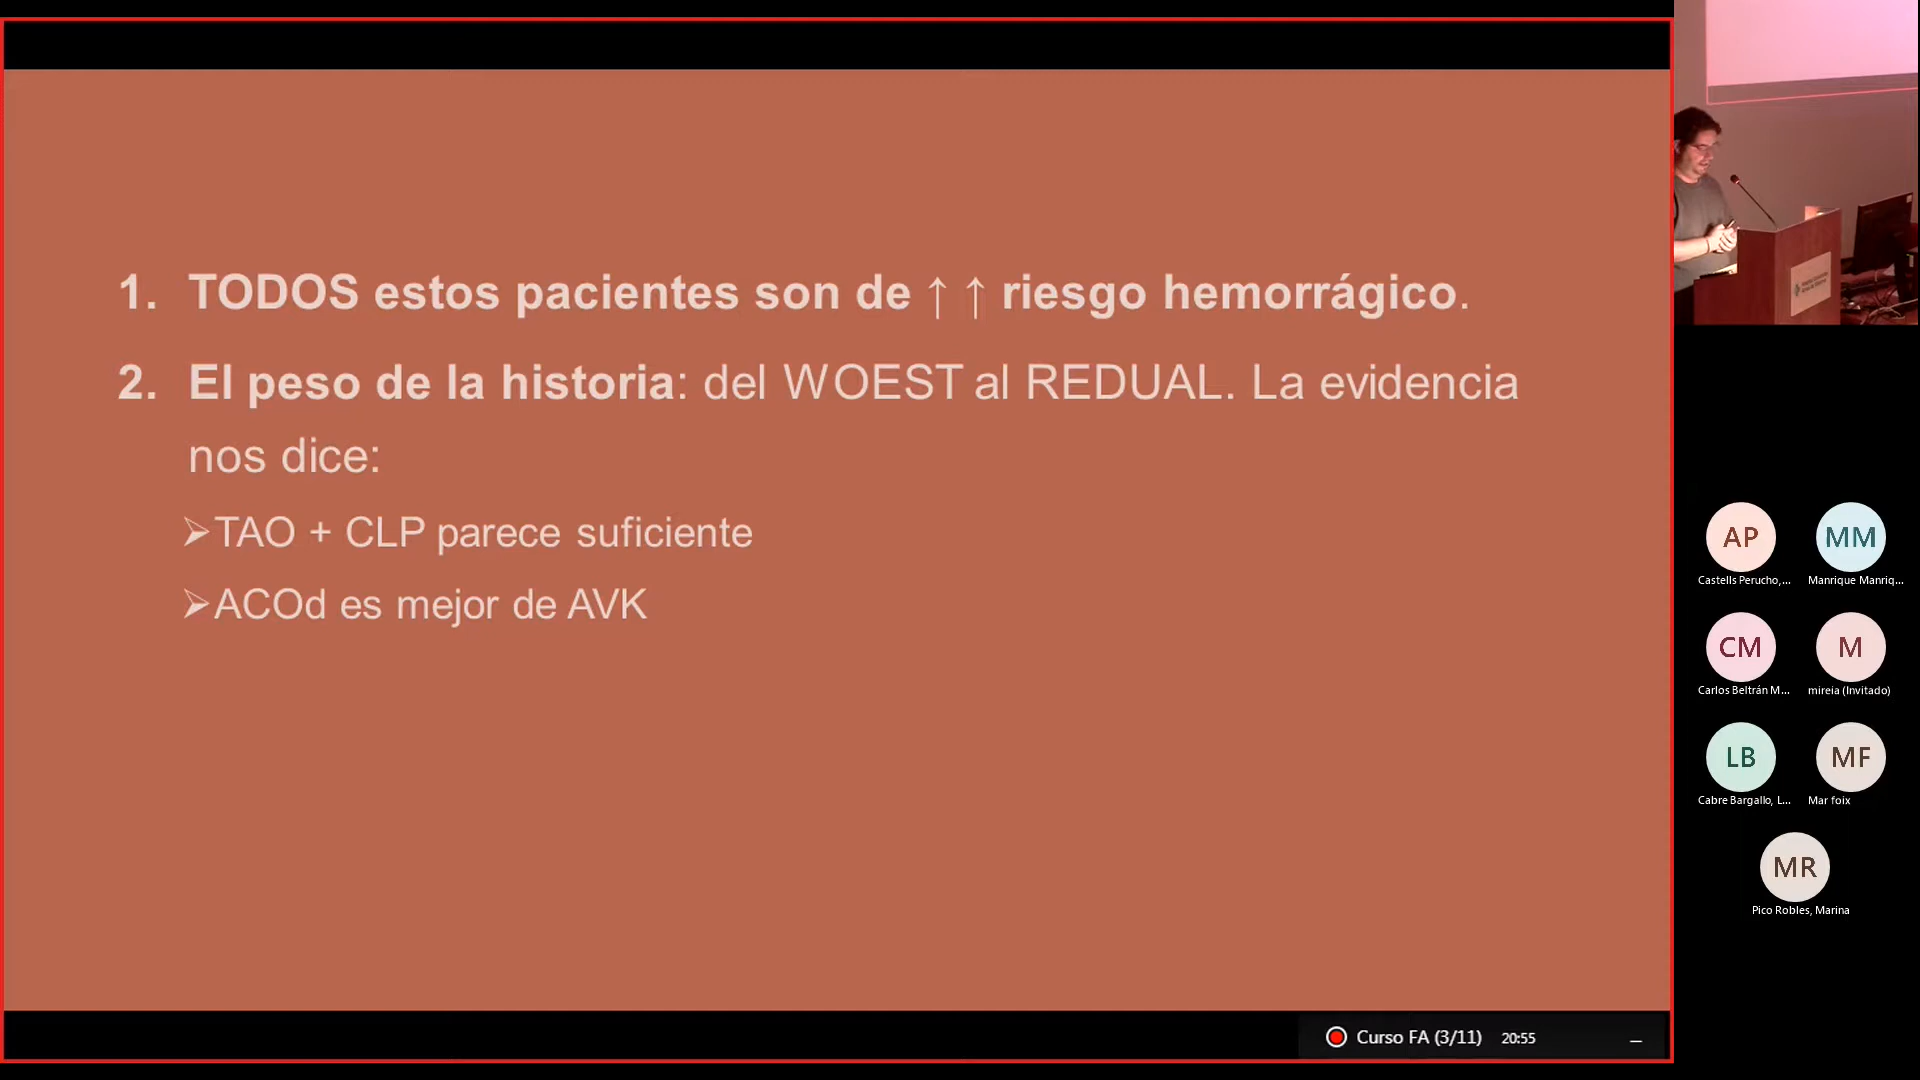 1. TODOS estos pacientes son de ↑ ↑ riesgo hemorrágico.
2. El peso de la historia: del WOEST al REDUAL. La evidencia
nos dice:
➢TAO + CLP parece suficiente
➢ACOd es mejor de AVK
AP
Castells Perucho,...
MM
Manrique Manriq...
CM
Carlos Beltrán M...
M
mireia (Invitado)
LB
Cabre Bargallo, L...
MF
Mar foix
MR
Pico Robles, Marina
Curso FA (3/11) 20:55